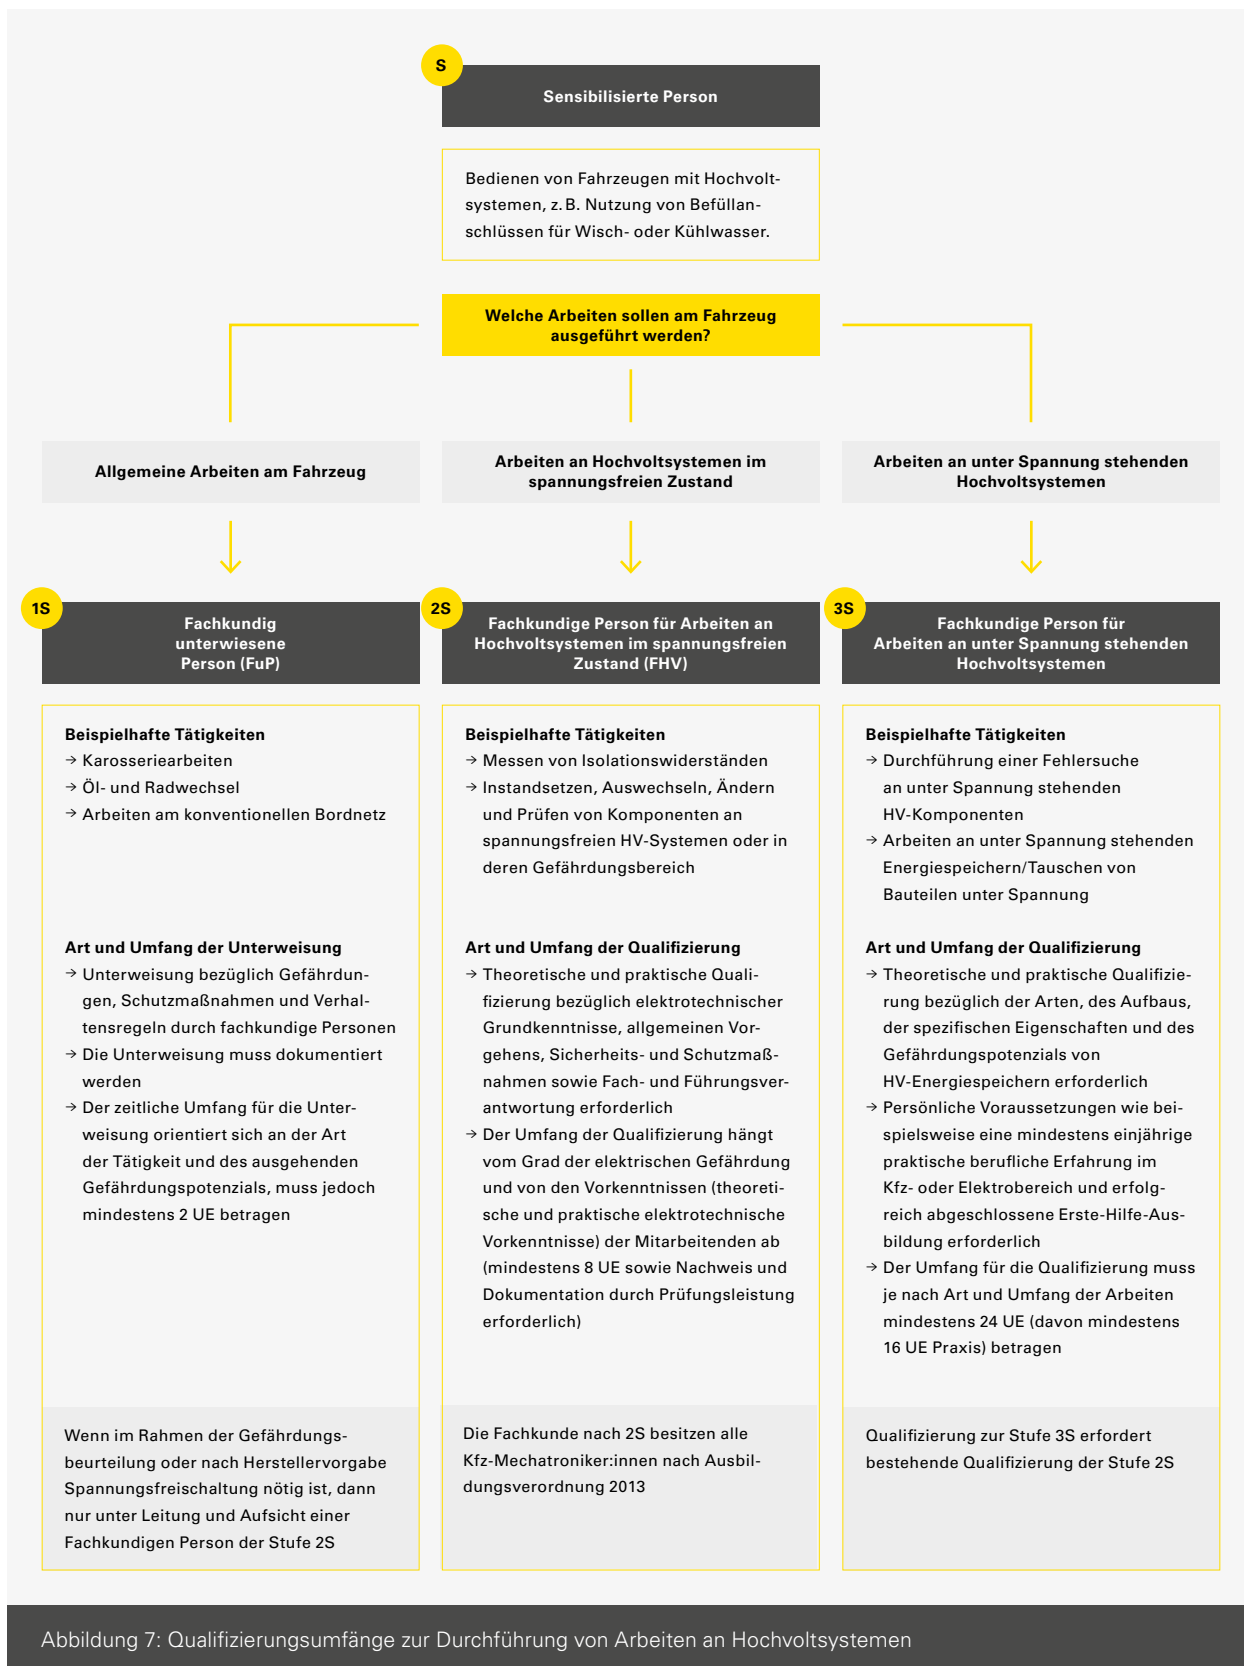 S
Sensibilisierte Person
Bedienen von Fahrzeugen mit Hochvolt-
systemen, z. B. Nutzung von Befüllan-
schlüssen für Wisch- oder Kühlwasser.
Welche Arbeiten sollen am Fahrzeug
ausgeführt werden?
Allgemeine Arbeiten am Fahrzeug
Arbeiten an Hochvoltsystemen im
spannungsfreien Zustand
Arbeiten an unter Spannung stehenden
Hochvoltsystemen
1S
Fachkundig
unterwiesene
Person (FuP)
Beispielhafte Tätigkeiten
→ Karosseriearbeiten
→ Öl- und Radwechsel
→ Arbeiten am konventionellen Bordnetz
Art und Umfang der Unterweisung
→ Unterweisung bezüglich Gefährdun-
gen, Schutzmaßnahmen und Verhal-
tensregeln durch fachkundige Personen
→ Die Unterweisung muss dokumentiert
werden
→ Der zeitliche Umfang für die Unter-
weisung orientiert sich an der Art
der Tätigkeit und des ausgehenden
Gefährdungspotenzials, muss jedoch
mindestens 2 UE betragen
Wenn im Rahmen der Gefährdungs-
beurteilung oder nach Herstellervorgabe
Spannungsfreischaltung nötig ist, dann
nur unter Leitung und Aufsicht einer
Fachkundigen Person der Stufe 2S
2S
Fachkundige Person für Arbeiten an
Hochvoltsystemen im spannungsfreien
Zustand (FHV)
Beispielhafte Tätigkeiten
→ Messen von Isolationswiderständen
→ Instandsetzen, Auswechseln, Ändern
und Prüfen von Komponenten an
spannungsfreien HV-Systemen oder in
deren Gefährdungsbereich
Art und Umfang der Qualifizierung
→ Theoretische und praktische Quali-
fizierung bezüglich elektrotechnischer
Grundkenntnisse, allgemeinen Vor-
gehens, Sicherheits- und Schutzmaß-
nahmen sowie Fach- und Führungsver-
antwortung erforderlich
→ Der Umfang der Qualifizierung hängt
vom Grad der elektrischen Gefährdung
und von den Vorkenntnissen (theoreti-
sche und praktische elektrotechnische
Vorkenntnisse) der Mitarbeitenden ab
(mindestens 8 UE sowie Nachweis und
Dokumentation durch Prüfungsleistung
erforderlich)
Die Fachkunde nach 2S besitzen alle
Kfz-Mechatroniker:innen nach Ausbil-
dungsverordnung 2013
3S
Fachkundige Person für
Arbeiten an unter Spannung stehenden
Hochvoltsystemen
Beispielhafte Tätigkeiten
→ Durchführung einer Fehlersuche
an unter Spannung stehenden
HV-Komponenten
→ Arbeiten an unter Spannung stehenden
Energiespeichern/Tauschen von
Bauteilen unter Spannung
Art und Umfang der Qualifizierung
→ Theoretische und praktische Qualifizie-
rung bezüglich der Arten, des Aufbaus,
der spezifischen Eigenschaften und des
Gefährdungspotenzials von
HV-Energiespeichern erforderlich
→ Persönliche Voraussetzungen wie bei-
spielsweise eine mindestens einjährige
praktische berufliche Erfahrung im
Kfz- oder Elektrobereich und erfolg-
reich abgeschlossene Erste-Hilfe-Aus-
bildung erforderlich
→ Der Umfang für die Qualifizierung muss
je nach Art und Umfang der Arbeiten
mindestens 24 UE (davon mindestens
16 UE Praxis) betragen
Qualifizierung zur Stufe 3S erfordert
bestehende Qualifizierung der Stufe 2S
Abbildung 7: Qualifizierungsumfänge zur Durchführung von Arbeiten an Hochvoltsystemen